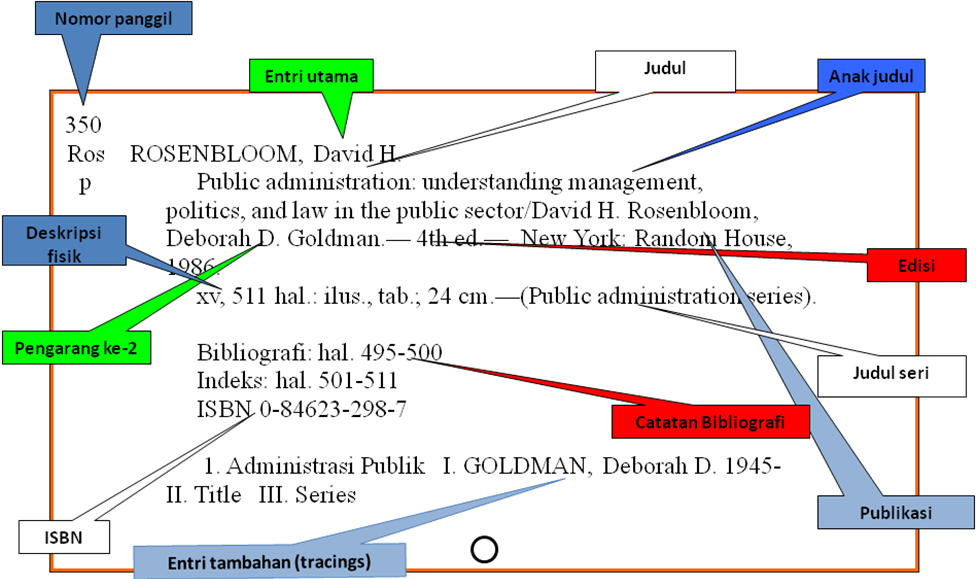 Nomor panggil
Entri utama
Judul
Anak judul
350
Ros ROSENBLOOM, David H.
p Public administration: understanding management,
politics, and law in the public sector/David H. Rosenbloom,
Deskripsi
fisik
Deborah D. Goldman.— 4th ed.— New York: Random House,
1986.
Edisi
xv, 511 hal.: ilus., tab.; 24 cm.—(Public administration series).
Pengarang ke-2
Bibliografi: hal. 495-500
Judul seri
Indeks: hal. 501-511
ISBN 0-84623-298-7
Catatan Bibliografi
1. Administrasi Publik I. GOLDMAN, Deborah D. 1945-
II. Title III. Series
Publikasi
ISBN
Entri tambahan (tracings)